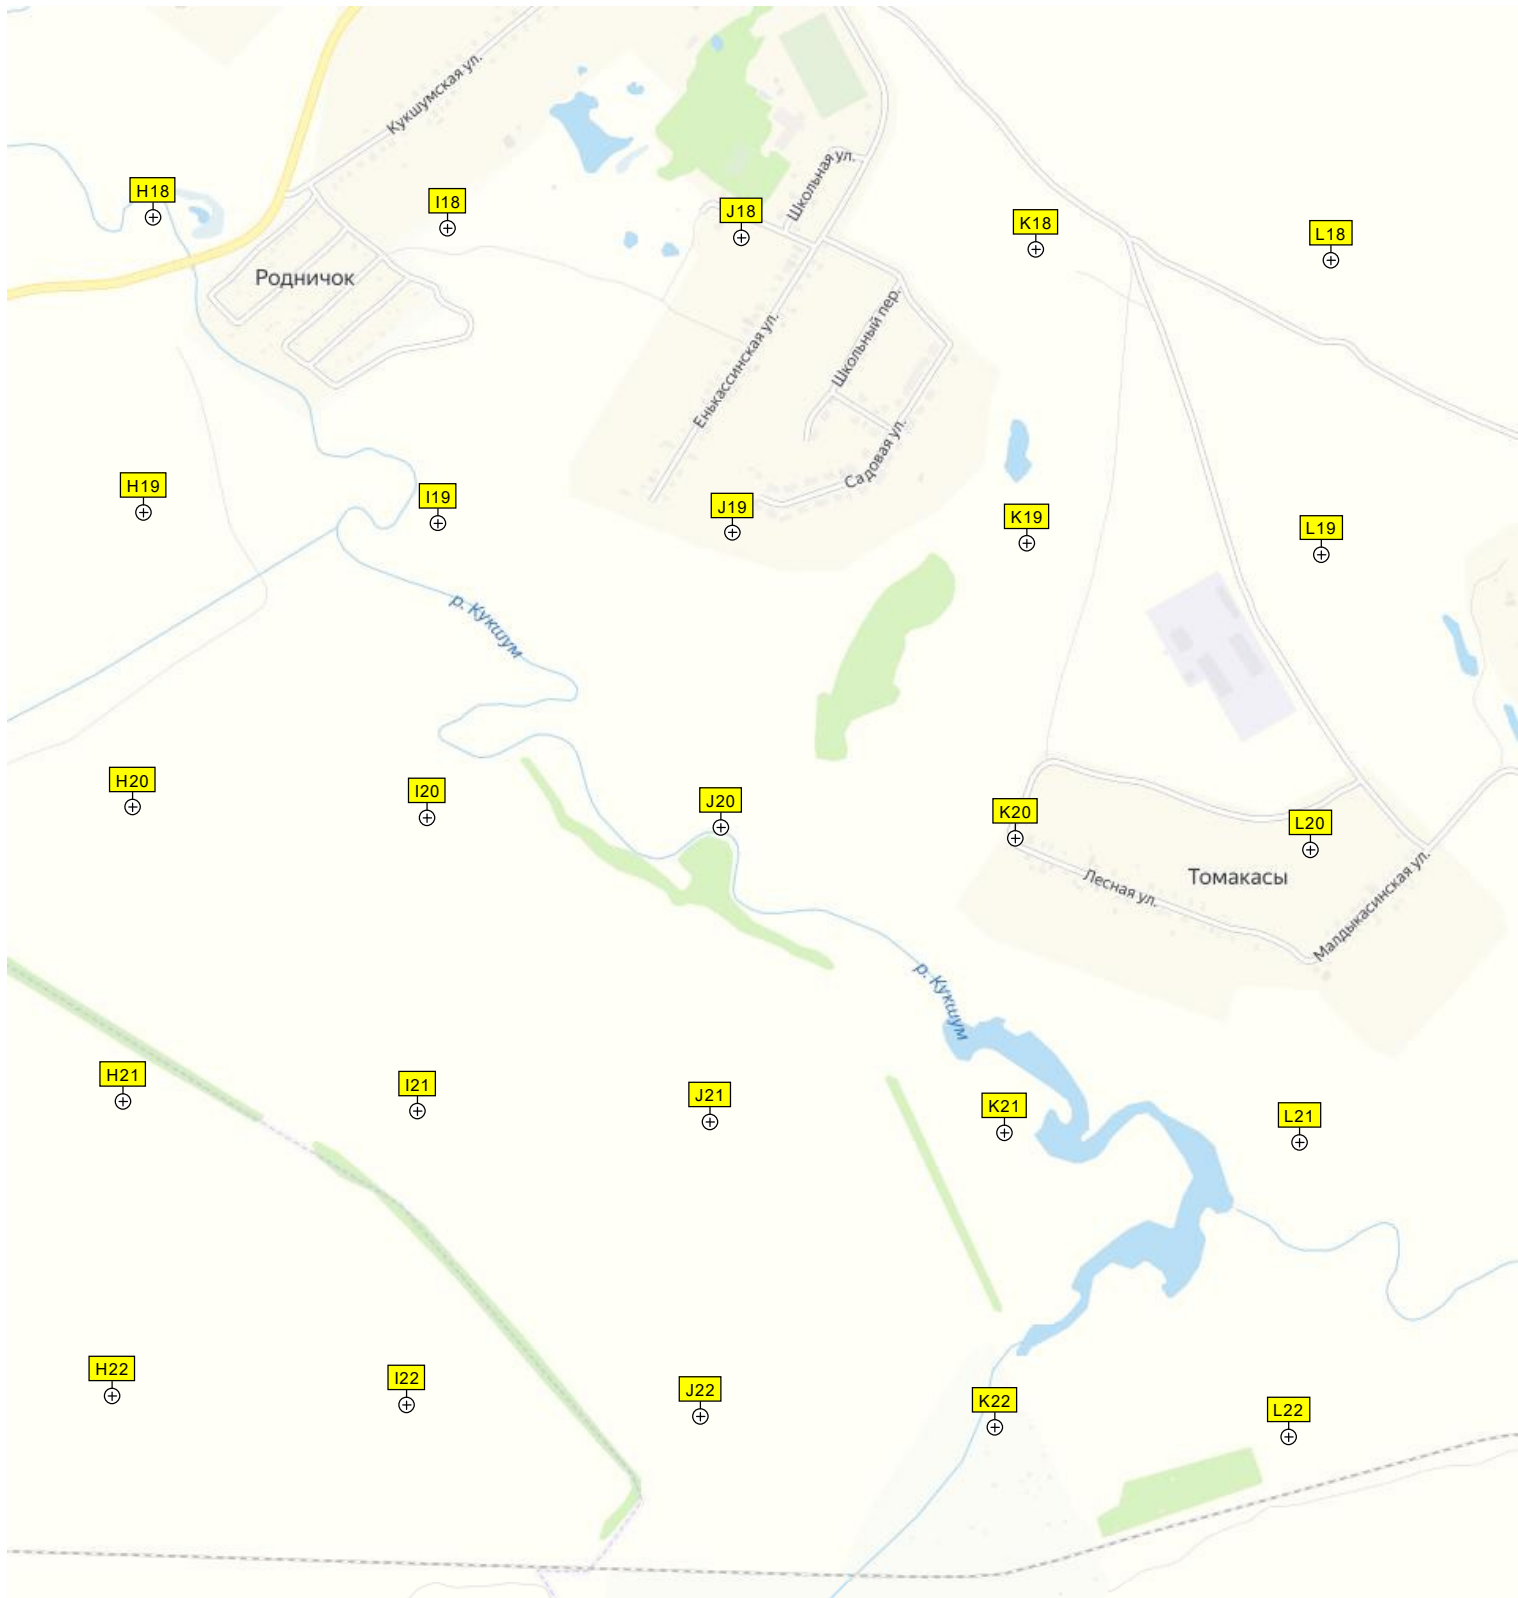 Кукшумская ул.
Школьная ул.
H18
I18
J18
K18
L18
Родничок
Енькассинская ул.
Школьный пер.
Садовая ул.
H19
I19
J19
K19
L19
р. Кукшум
H20
I20
J20
K20
L20
Лесная ул.
Томакасы
Малдыкасинская ул.
р. Кукшум
H21
I21
J21
K21
L21
H22
I22
J22
K22
L22